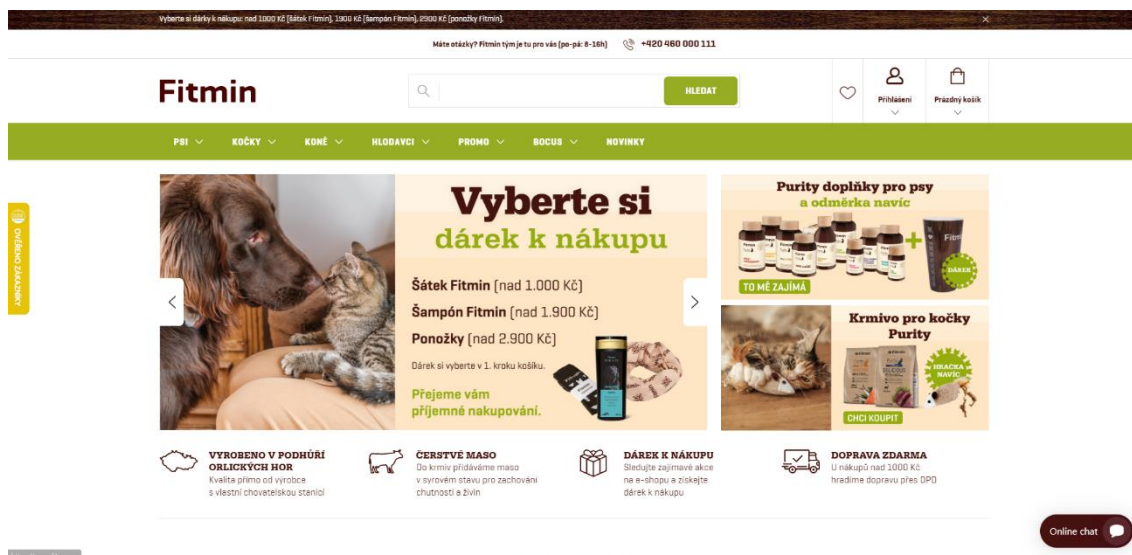 Vyberte si dárky k nákupu: nad 1000 Kč [šátek Fitmin], 1900 Kč [šampón Fitmin], 2900 Kč [ponožky Fitmin].
Máte otázky? Fitmin tým je tu pro vás (po-pá: 8-16h) +420 460 000 111
Fitmin
HLEDAT
Přihlášení
Prázdný košík
PSI
KOČKY
KONĚ
HLODAVCI
PROMO
BOCUS
NOVINKY
OVĚŘENO ZÁKAZNÍKY
Vyberte si
dárek k nákupu
Šátek Fitmin (nad 1.000 Kč)
Šampón Fitmin (nad 1.900 Kč)
Ponožky (nad 2.900 Kč)
Dárek si vyberte v 1. kroku košíku.
Přejeme vám
příjemné nakupování.
Purity doplňky pro psy
a odměrka navíc
Fitmin
DÁREK
TO MĚ ZAJÍMÁ
Krmivo pro kočky
Purity
HRAČKA
NAVÍC
CHCI KOUPIT
VYROBENO V PODHŮŘÍ
ORLICKÝCH HOR
Kvalita přímo od výrobce
s vlastní chovatelskou stanicí
ČERSTVÉ MASO
Do krmiv přidáváme maso
v syrovém stavu pro zachování
chutnosti a živin
DÁREK K NÁKUPU
Sledujte zajímavé akce
na e-shopu a získejte
dárek k nákupu
DOPRAVA ZDARMA
U nákupů nad 1000 Kč
hradíme dopravu přes DPD
Online chat